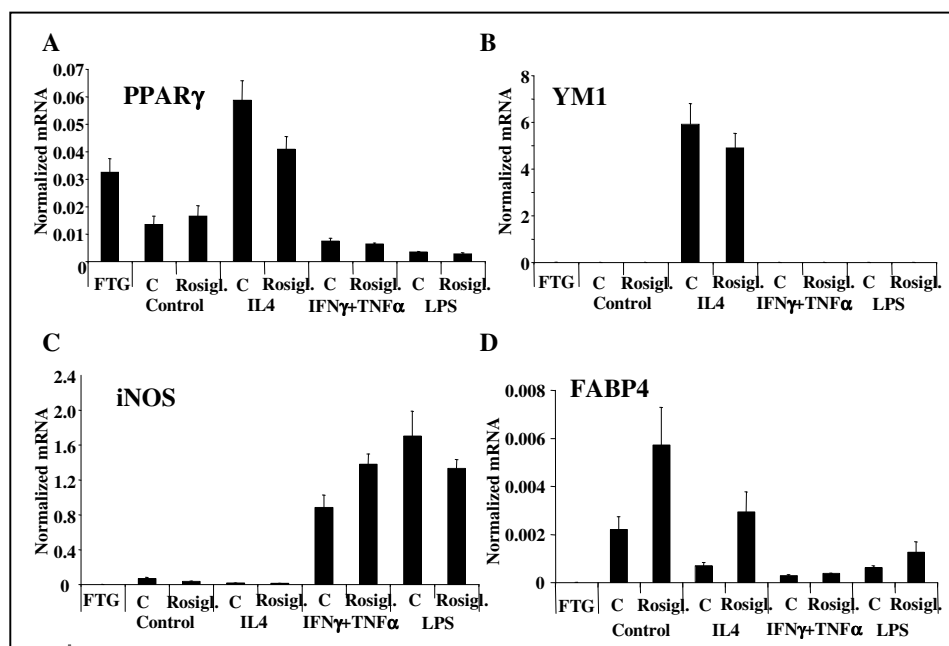 A
PPARγ
Normalized mRNA
0.07
0.06
0.05
0.04
0.03
0.02
0.01
0
FTG C Rosigl. C Rosigl. C Rosigl. C Rosigl.
Control IL4 IFNγ+TNFα LPS
B
YM1
Normalized mRNA
8
6
4
2
0
FTG C Rosigl. C Rosigl. C Rosigl. C Rosigl.
Control IL4 IFNγ+TNFα LPS
C
iNOS
Normalized mRNA
2.4
2.0
1.6
1.2
0.8
0.4
0
FTG C Rosigl. C Rosigl. C Rosigl. C Rosigl.
Control IL4 IFNγ+TNFα LPS
D
FABP4
Normalized mRNA
0.008
0.006
0.004
0.002
0
FTG C Rosigl. C Rosigl. C Rosigl. C Rosigl.
Control IL4 IFNγ+TNFα LPS